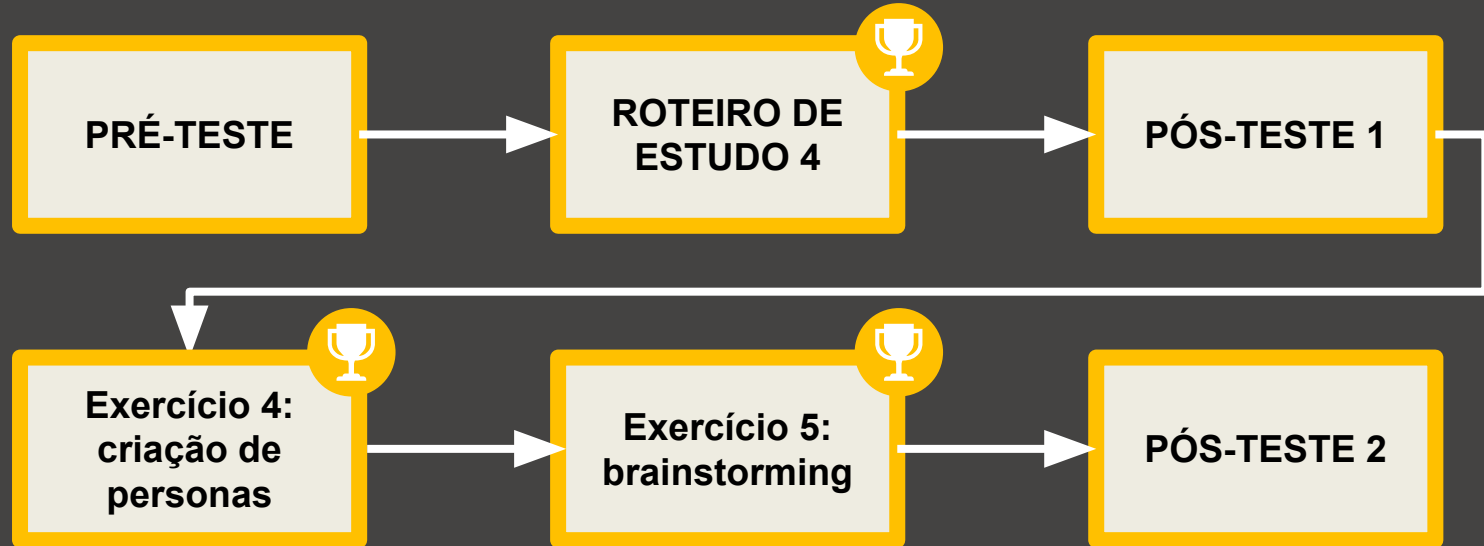 PRÉ-TESTE
ROTEIRO DE
ESTUDO 4
PÓS-TESTE 1
Exercício 4:
criação de
personas
Exercício 5:
brainstorming
PÓS-TESTE 2